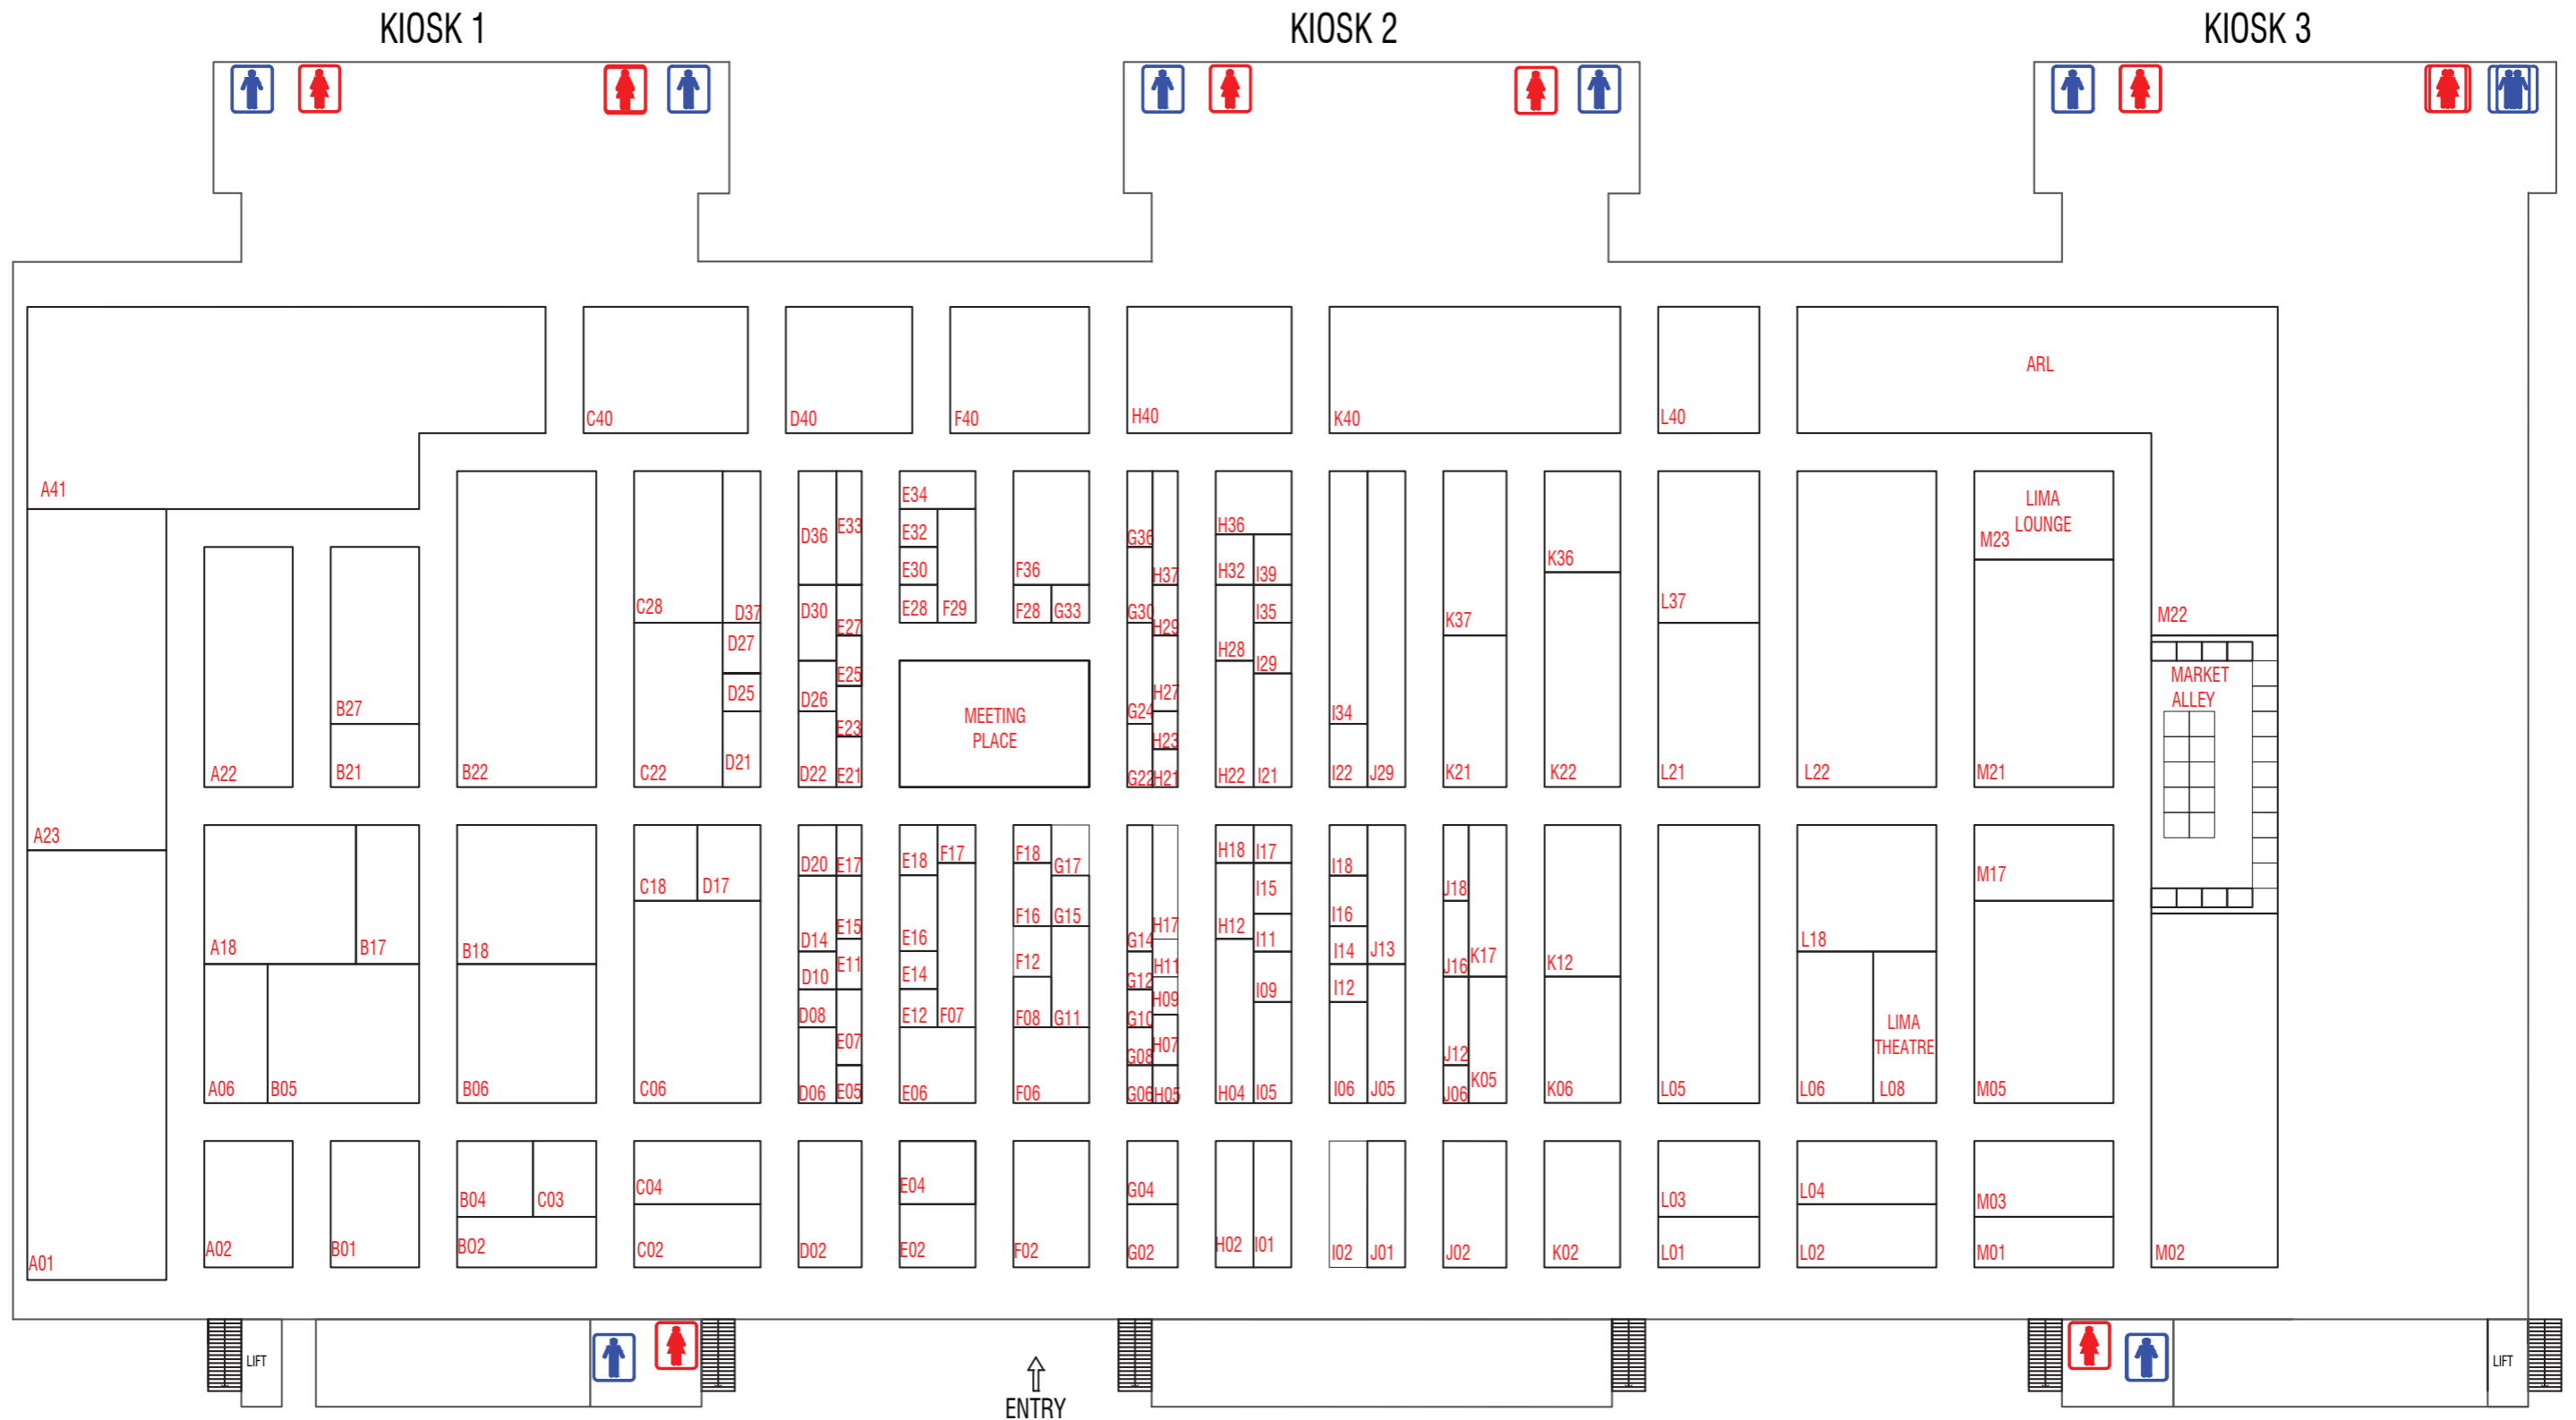 KIOSK 1
KIOSK 2
KIOSK 3
ARL
C40
D40
F40
H40
K40
L40
A41
E34
E33
D36
E32
G36
H36
LIMA
LOUNGE
M23
K36
E30
F36
H37
H32
I39
C28
D37
D30
E28
F29
F28
G33
G30
I35
K37
L37
M22
E27
H29
D27
H28
I29
E25
MARKET
ALLEY
D25
D26
H27
B27
G24
I34
MEETING
PLACE
E23
H23
A22
B21
B22
C22
D21
D22
E21
G22
H21
H22
I21
I22
J29
K21
K22
L21
L22
M21
A23
D20
E17
E18
F17
F18
G17
H18
I17
I18
M17
C18
D17
I15
J18
F16
G15
H17
H12
I16
E15
A18
B17
B18
D14
E16
G14
I11
I14
J13
L18
E11
F12
H11
J16
K17
K12
D10
E14
G12
I12
H09
I09
D08
E12
F07
F08
G11
G10
LIMA
THEATRE
E07
H07
G08
J12
K05
A06
B05
B06
C06
D06
E05
E06
F06
G06
H05
H04
I05
I06
J05
J06
K06
L05
L06
L08
M05
B04
C03
C04
E04
G04
L03
L04
M03
A02
B01
BO2
C02
D02
E02
F02
G02
H02
I01
I02
J01
J02
K02
L01
L02
M01
M02
A01
LIFT
LIFT
ENTRY